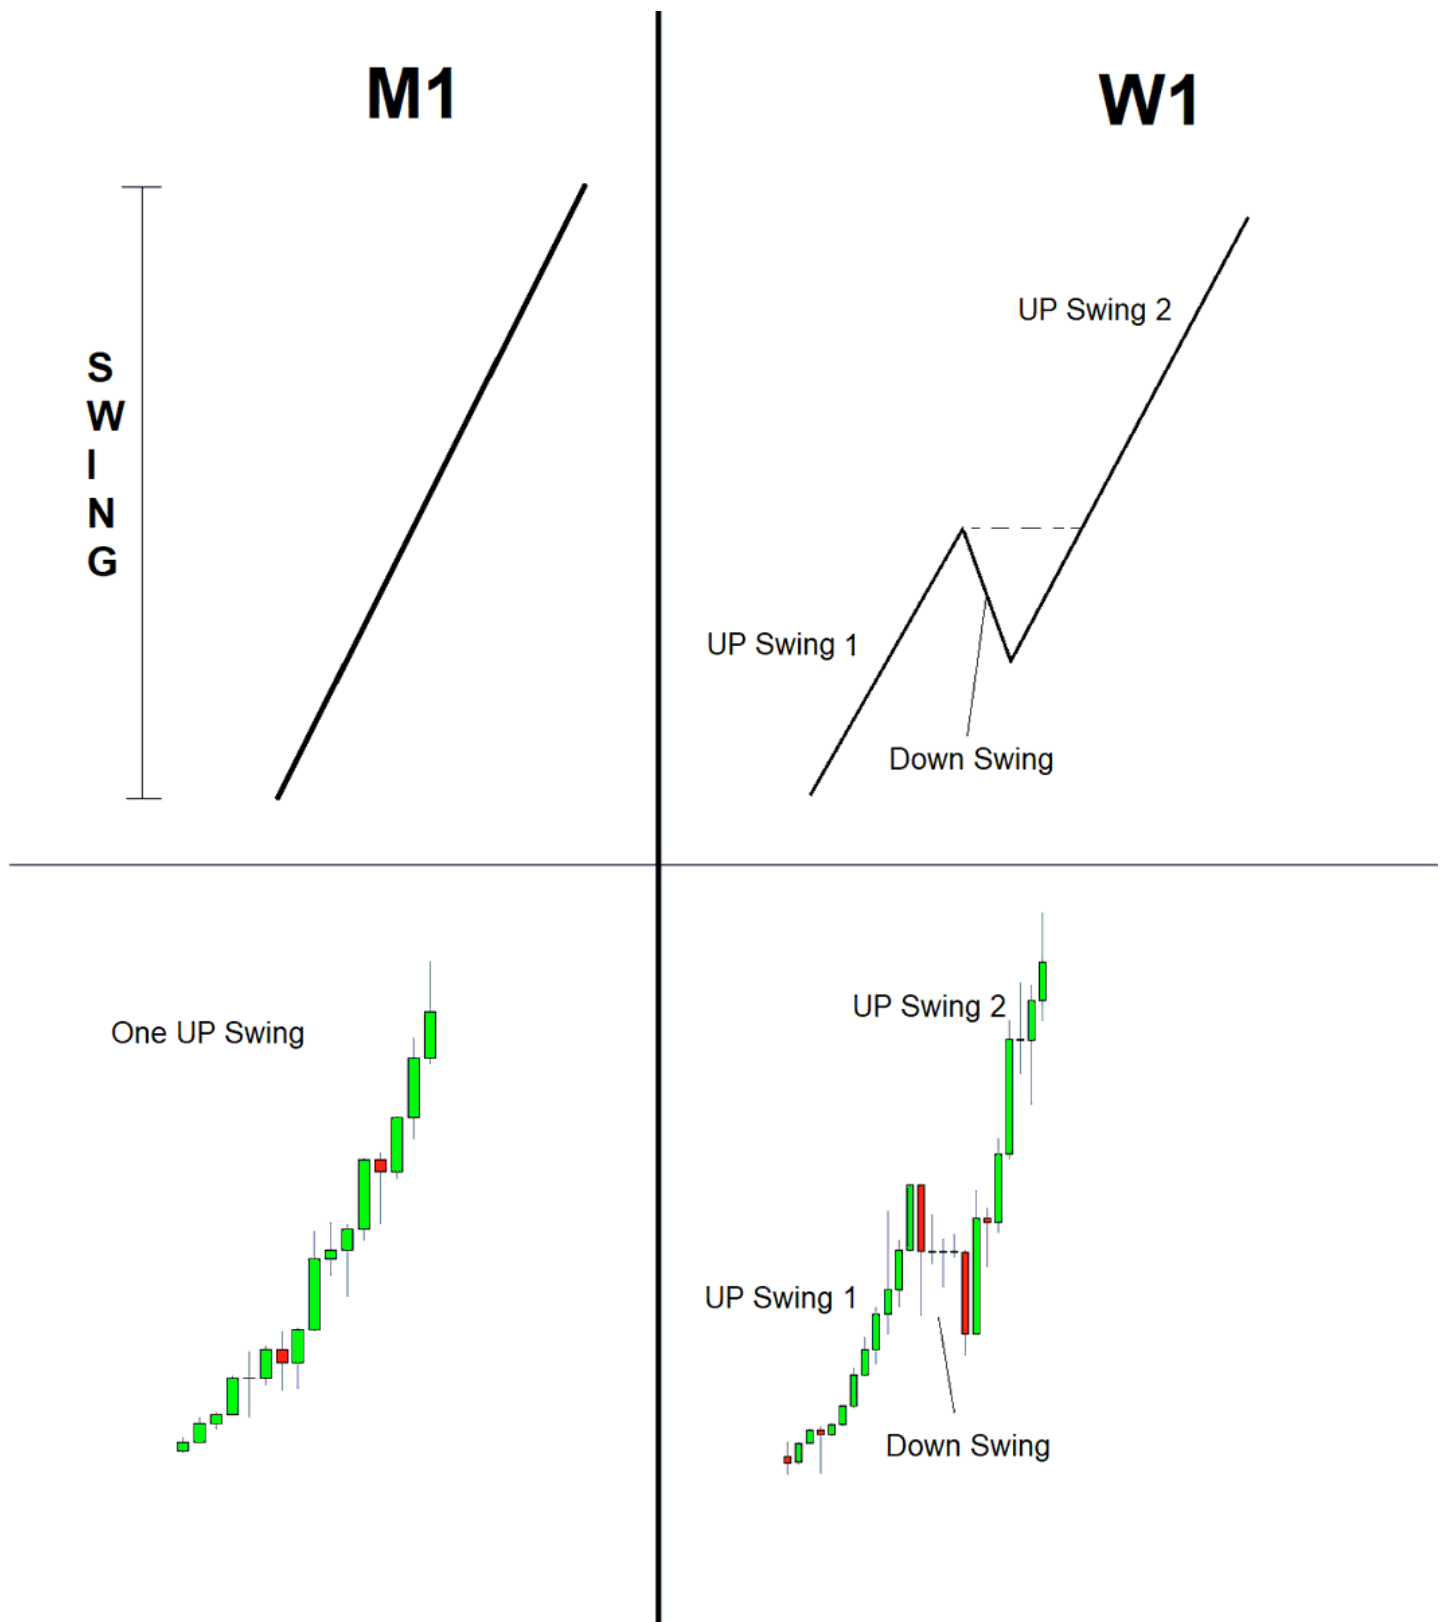 M1
W1
S
W
I
N
G
UP Swing 2
UP Swing 1
Down Swing
One UP Swing
UP Swing 2
UP Swing 1
Down Swing